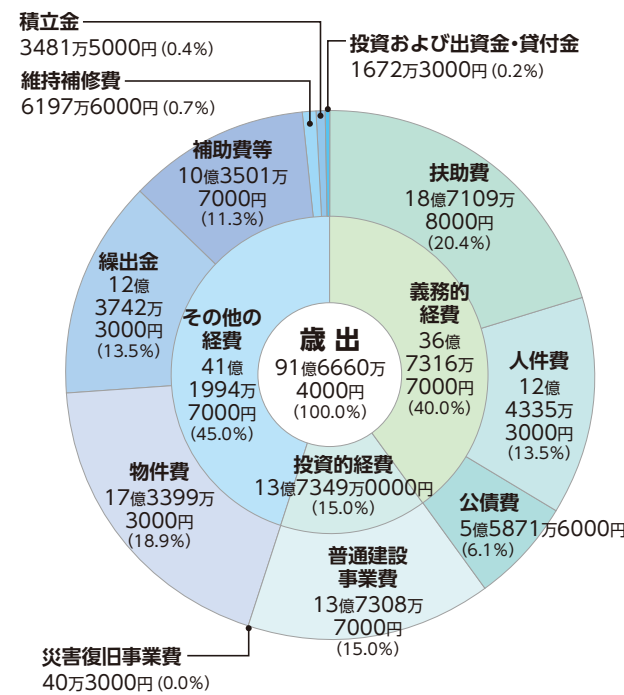 積立金
3481万5000円(0.4%)
維持補修費
6197万6000円(0.7%)
投資および出資金・貸付金
1672万3000円(0.2%)
補助費等
10億3501万
7000円
(11.3%)
扶助費
18億7109万
8000円
(20.4%)
繰出金
12億
3742万
3000円
(13.5%)
その他の
経費
41億
1994万
7000円
(45.0%)
歳出
91億6660万
4000円
(100.0%)
義務的
経費
36億
7316万
7000円
(40.0%)
人件費
12億
4335万
3000円
(13.5%)
物件費
17億3399万
3000円
(18.9%)
投資的経費
13億7349万0000円
(15.0%)
公債費
5億5871万6000円
(6.1%)
普通建設
事業費
13億7308万
7000円
(15.0%)
災害復旧事業費
40万3000円(0.0%)